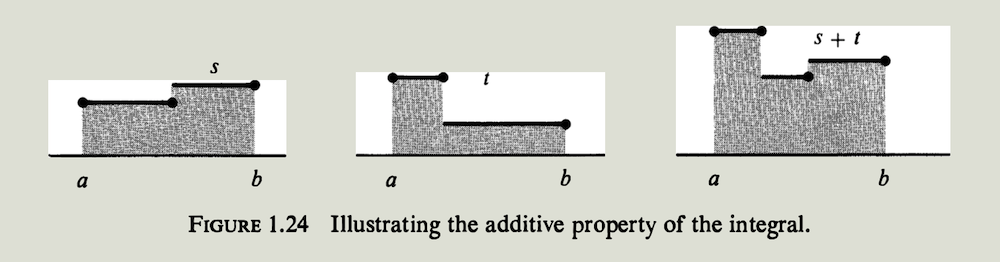 s
t
s + t
a b
a b
a b
FIGURE 1.24 Illustrating the additive property of the integral.